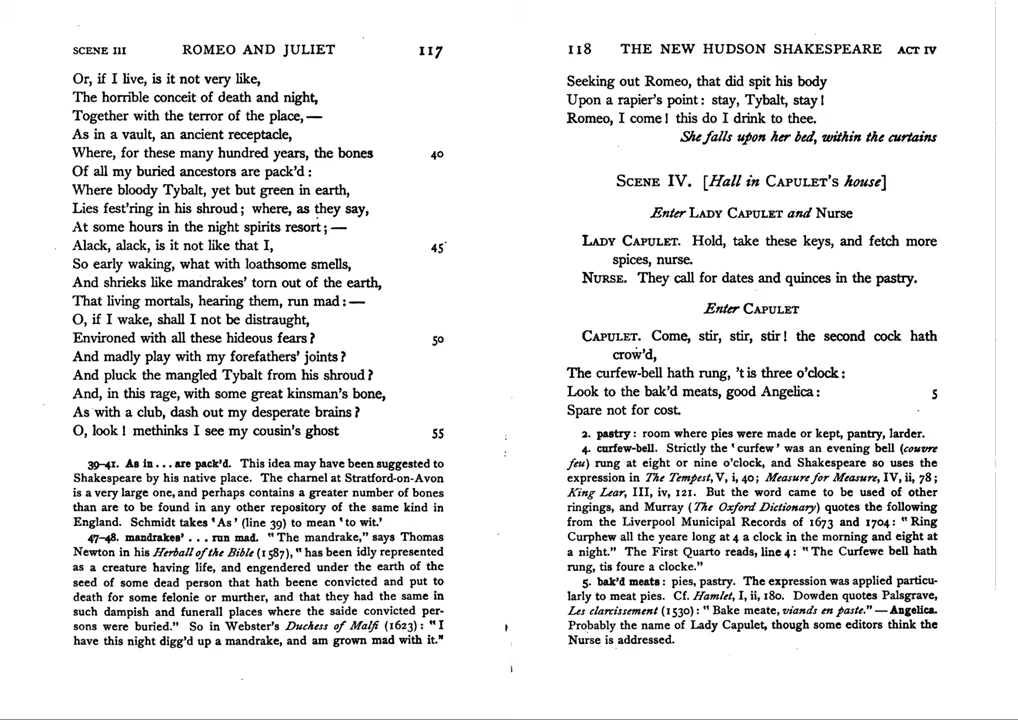 SCENE III ROMEO AND JULIET 117
Or, if I live, is it not very like,
The horrible conceit of death and night,
Together with the terror of the place, —
As in a vault, an ancient receptacle,
Where, for these many hundred years, the bones 40
Of all my buried ancestors are pack'd :
Where bloody Tybalt, yet but green in earth,
Lies fest'ring in his shroud ; where, as they say,
At some hours in the night spirits resort ; —
Alack, alack, is it not like that I, 45
So early waking, what with loathsome smells,
And shrieks like mandrakes' torn out of the earth,
That living mortals, hearing them, run mad : —
O, if I wake, shall I not be distraught,
Environed with all these hideous fears ? 50
And madly play with my forefathers' joints ?
And pluck the mangled Tybalt from his shroud ?
And, in this rage, with some great kinsman's bone,
As with a club, dash out my desperate brains ?
O, look ! methinks I see my cousin's ghost 55
39–41. As in . . . are pack'd. This idea may have been suggested to
Shakespeare by his native place. The charnel at Stratford-on-Avon
is a very large one, and perhaps contains a greater number of bones
than are to be found in any other repository of the same kind in
England. Schmidt takes 'As' (line 39) to mean 'to wit.'
47–48. mandrakes' . . . run mad. "The mandrake," says Thomas
Newton in his Herball of the Bible (1587), "has been idly represented
as a creature having life, and engendered under the earth of the
seed of some dead person that hath beene convicted and put to
death for some felonie or murther, and that they had the same in
such dampish and funerall places where the saide convicted per-
sons were buried." So in Webster's Duchess of Malfi (1623) : "I
have this night digg'd up a mandrake, and am grown mad with it."
118 THE NEW HUDSON SHAKESPEARE ACT IV
Seeking out Romeo, that did spit his body
Upon a rapier's point : stay, Tybalt, stay !
Romeo, I come ! this do I drink to thee.
She falls upon her bed, within the curtains
SCENE IV. [Hall in CAPULET'S house]
Enter LADY CAPULET and Nurse
LADY CAPULET. Hold, take these keys, and fetch more
spices, nurse.
NURSE. They call for dates and quinces in the pastry.
Enter CAPULET
CAPULET. Come, stir, stir, stir ! the second cock hath
crow'd,
The curfew-bell hath rung, 't is three o'clock :
Look to the bak'd meats, good Angelica : 5
Spare not for cost.
2. pastry : room where pies were made or kept, pantry, larder.
4. curfew-bell. Strictly the 'curfew' was an evening bell (couvre
feu) rung at eight or nine o'clock, and Shakespeare so uses the
expression in The Tempest, V, i, 40 ; Measure for Measure, IV, ii, 78 ;
King Lear, III, iv, 121. But the word came to be used of other
ringings, and Murray (The Oxford Dictionary) quotes the following
from the Liverpool Municipal Records of 1673 and 1704 : "Ring
Curphew all the yeare long at 4 a clock in the morning and eight at
a night." The First Quarto reads, line 4 : "The Curfewe bell hath
rung, tis foure a clocke."
5. bak'd meats : pies, pastry. The expression was applied particu-
larly to meat pies. Cf. Hamlet, I, ii, 180. Dowden quotes Palsgrave,
Les clarcissement (1530) : "Bake meate, viands en paste." — Angelica.
Probably the name of Lady Capulet, though some editors think the
Nurse is addressed.